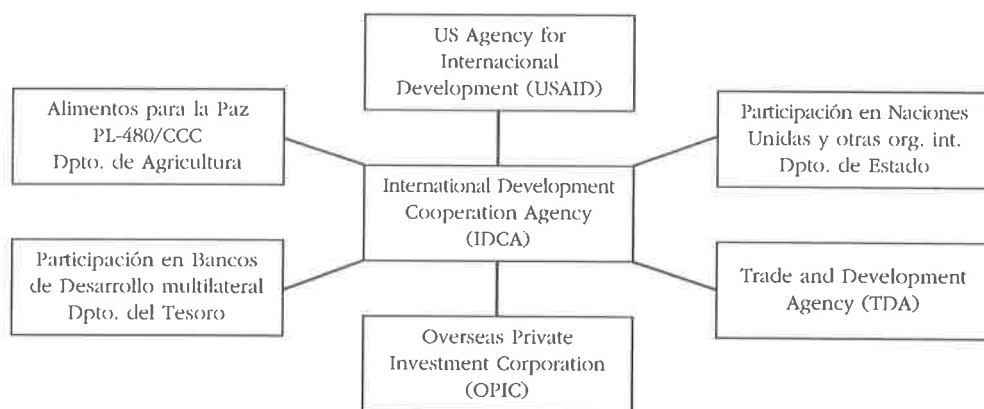 US Agency for
Internacional
Development (USAID)
Alimentos para la Paz
PL-480/CCC
Dpto. de Agricultura
Participación en Naciones
Unidas y otras org. int.
Dpto. de Estado
International Development
Cooperation Agency
(IDCA)
Participación en Bancos
de Desarrollo multilateral
Dpto. del Tesoro
Trade and Development
Agency (TDA)
Overseas Private
Investment Corporation
(OPIC)